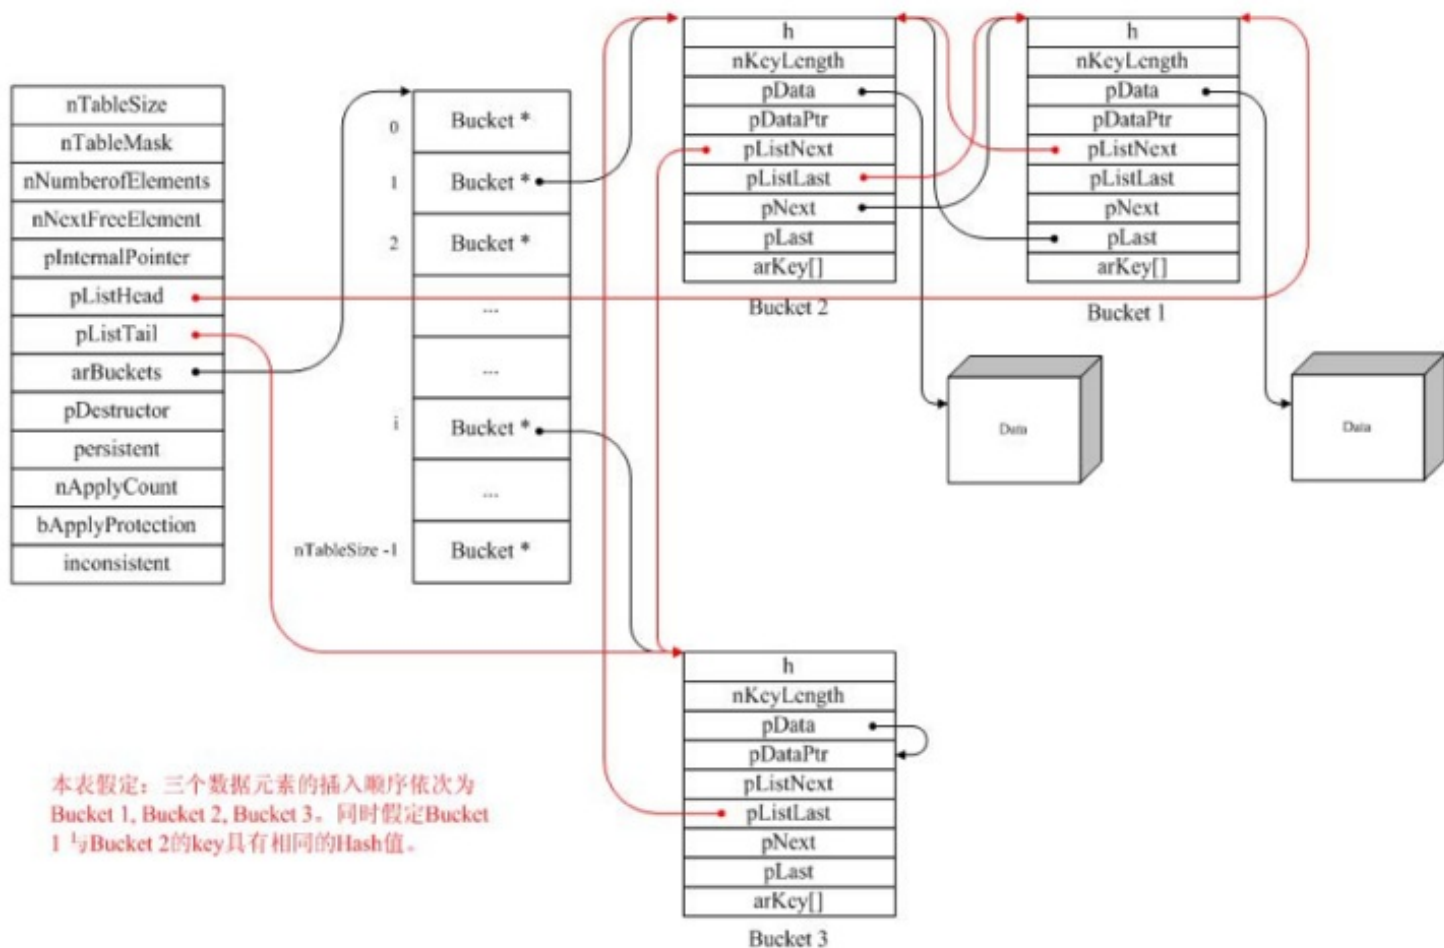 nTableSize
nTableMask
nNumberofElements
nNextFreeElement
pInternalPointer
pListHead
pListTail
arBuckets
pDestructor
persistent
nApplyCount
bApplyProtection
inconsistent
0
Bucket *
1
Bucket *
2
Bucket *
...
...
i
Bucket *
...
nTableSize -1
Bucket *
h
nKeyLength
pData
pDataPtr
pListNext
pListLast
pNext
pLast
arKey[]
Bucket 2
h
nKeyLength
pData
pDataPtr
pListNext
pListLast
pNext
pLast
arKey[]
Bucket 1
Data
Data
h
nKeyLength
pData
pDataPtr
pListNext
pListLast
pNext
pLast
arKey[]
Bucket 3
本表假定：三个数据元素的插入顺序依次为
Bucket 1, Bucket 2, Bucket 3。同时假定Bucket
1 与Bucket 2的key具有相同的Hash值。